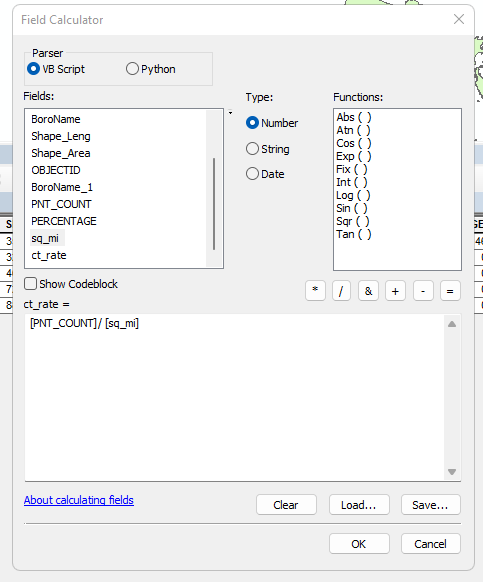 Field Calculator
Parser
VB Script
Python
Fields:
Type:
Functions:
BoroName
Shape_Leng
Shape_Area
OBJECTID
BoroName_1
PNT_COUNT
PERCENTAGE
sq_mi
ct_rate
Number
String
Date
Abs ( )
Atn ( )
Cos ( )
Exp ( )
Fix ( )
Int ( )
Log ( )
Sin ( )
Sqr ( )
Tan ( )
Show Codeblock
* / & + - =
ct_rate =
[PNT_COUNT]/ [sq_mi]
About calculating fields
Clear
Load...
Save...
OK
Cancel